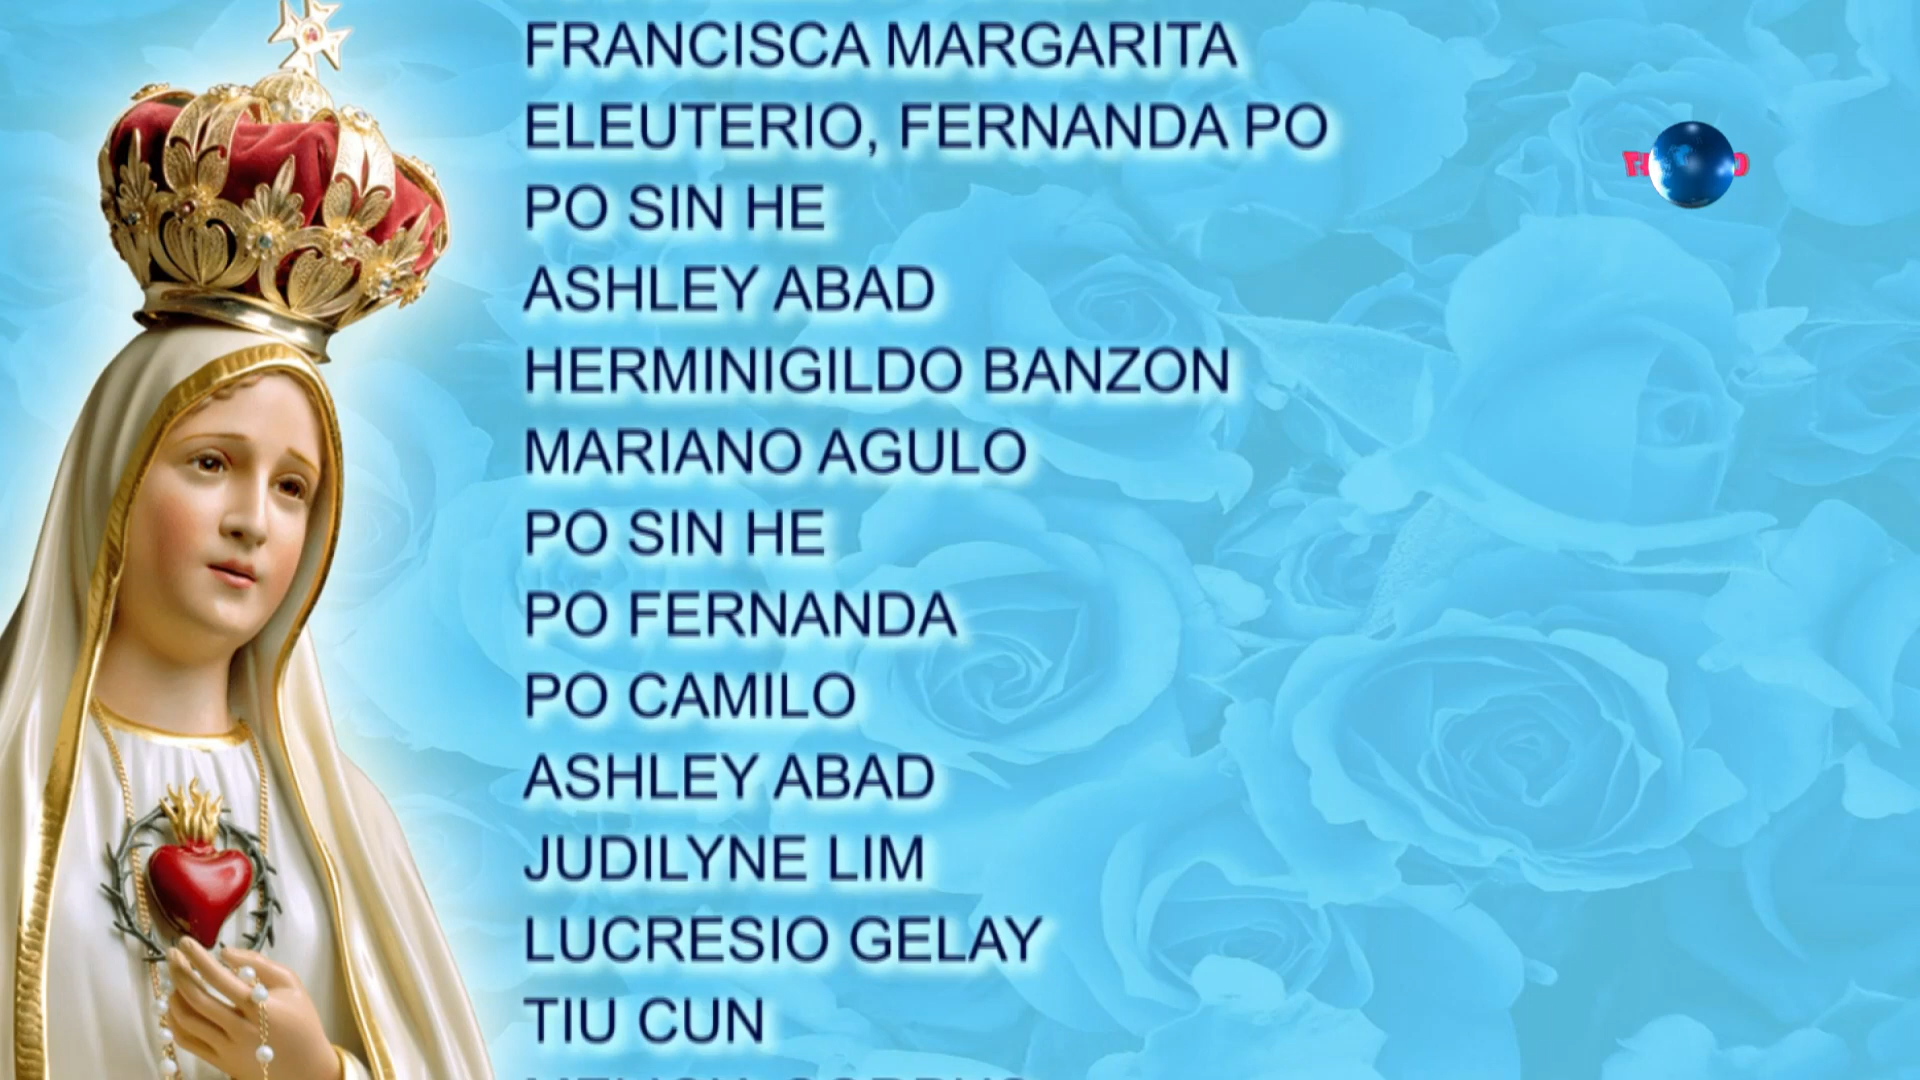 FRANCISCA MARGARITA
ELEUTERIO, FERNANDA PO
PO SIN HE
ASHLEY ABAD
HERMINIGILDO BANZON
MARIANO AGULO
PO SIN HE
PO FERNANDA
PO CAMILO
ASHLEY ABAD
JUDILYNE LIM
LUCRESIO GELAY
TIU CUN